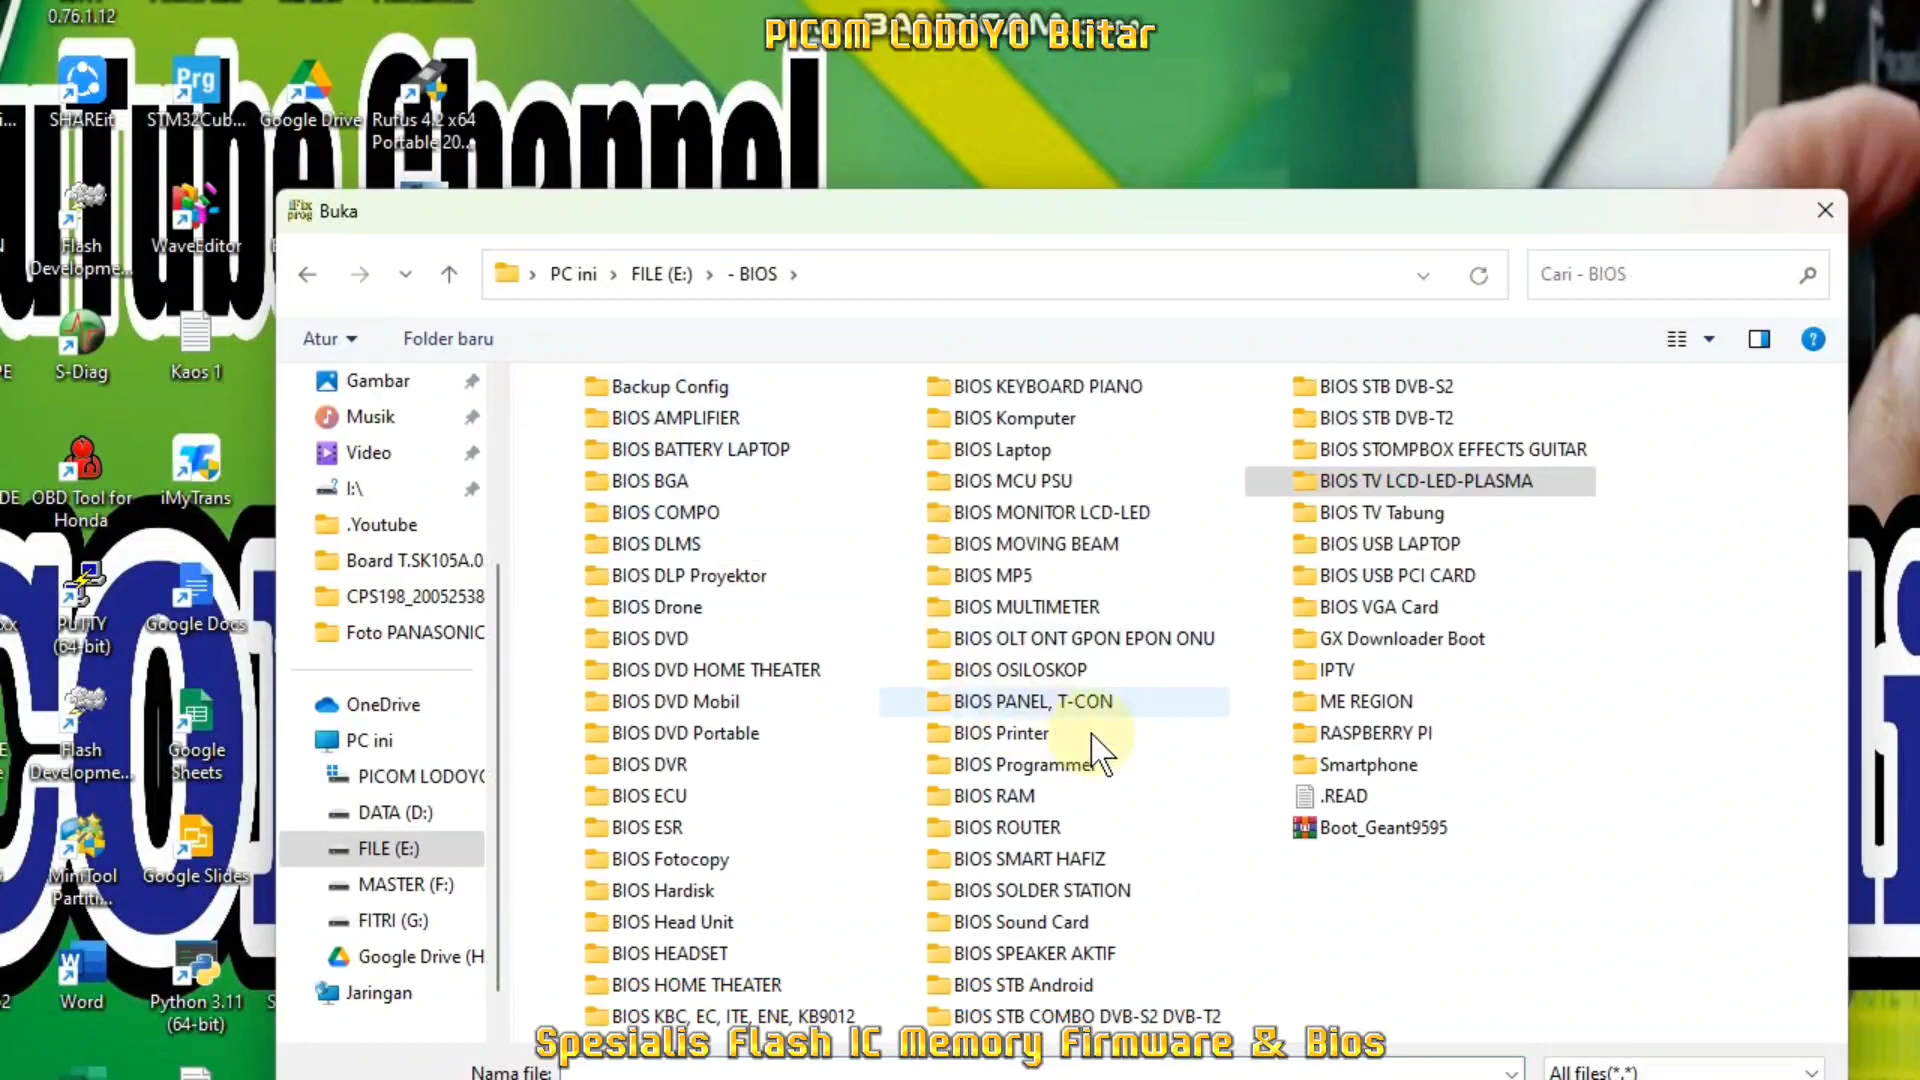 PICOM LODOYO Blitar
0.76.1.12
SHAREit
STM32Cub...
Google Drive
Rufus 4.2 x64
Portable 20...
Flash
Developme...
WaveEditor
S-Diag
Kaos 1
OBD Tool for
Honda
iMyTrans
PuTTY
(64-bit)
Google Docs
Flash
Developme...
Google
Sheets
MiniTool
Partiti...
Google Slides
Word
Python 3.11
(64-bit)
uTube Channel
Buka
PC ini
FILE (E:)
- BIOS
Cari - BIOS
Atur
Folder baru
Gambar
Musik
Video
I:\
.Youtube
Board T.SK105A.0
CPS198_20052538
Foto PANASONIC
OneDrive
PC ini
PICOM LODOYO
DATA (D:)
FILE (E:)
MASTER (F:)
FITRI (G:)
Google Drive (H
Jaringan
Backup Config
BIOS AMPLIFIER
BIOS BATTERY LAPTOP
BIOS BGA
BIOS COMPO
BIOS DLMS
BIOS DLP Proyektor
BIOS Drone
BIOS DVD
BIOS DVD HOME THEATER
BIOS DVD Mobil
BIOS DVD Portable
BIOS DVR
BIOS ECU
BIOS ESR
BIOS Fotocopy
BIOS Hardisk
BIOS Head Unit
BIOS HEADSET
BIOS HOME THEATER
BIOS KBC, EC, ITE, ENE, KB9012
BIOS KEYBOARD PIANO
BIOS Komputer
BIOS Laptop
BIOS MCU PSU
BIOS MONITOR LCD-LED
BIOS MOVING BEAM
BIOS MP5
BIOS MULTIMETER
BIOS OLT ONT GPON EPON ONU
BIOS OSILOSKOP
BIOS PANEL, T-CON
BIOS Printer
BIOS Programmer
BIOS RAM
BIOS ROUTER
BIOS SMART HAFIZ
BIOS SOLDER STATION
BIOS Sound Card
BIOS SPEAKER AKTIF
BIOS STB Android
BIOS STB COMBO DVB-S2 DVB-T2
BIOS STB DVB-S2
BIOS STB DVB-T2
BIOS STOMPBOX EFFECTS GUITAR
BIOS TV LCD-LED-PLASMA
BIOS TV Tabung
BIOS USB LAPTOP
BIOS USB PCI CARD
BIOS VGA Card
GX Downloader Boot
IPTV
ME REGION
RASPBERRY PI
Smartphone
.READ
Boot_Geant9595
Spesialis Flash IC Memory Firmware & Bios
Nama file:
All files(*.*)